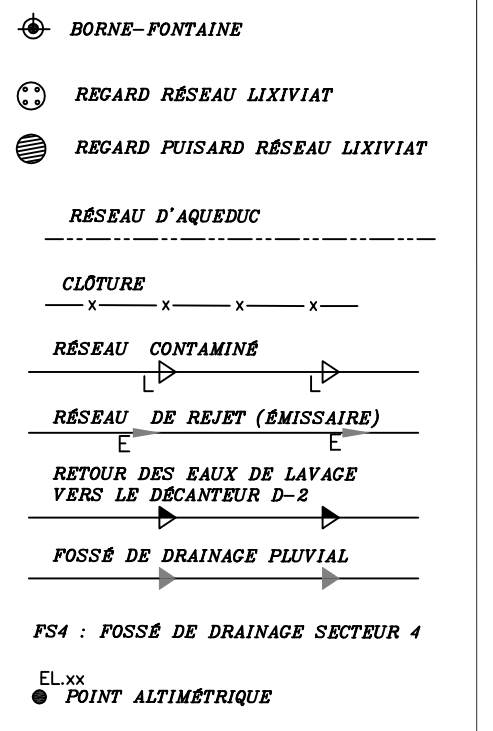 BORNE-FONTAINE
REGARD RÉSEAU LIXIVIAT
REGARD PUISARD RÉSEAU LIXIVIAT
RÉSEAU D'AQUEDUC
CLÔTURE
x x x x
RÉSEAU CONTAMINÉ
L L
RÉSEAU DE REJET (ÉMISSAIRE)
E E
RETOUR DES EAUX DE LAVAGE
VERS LE DÉCANTEUR D-2
FOSSÉ DE DRAINAGE PLUVIAL
FS4 : FOSSÉ DE DRAINAGE SECTEUR 4
EL.xx
POINT ALTIMÉTRIQUE